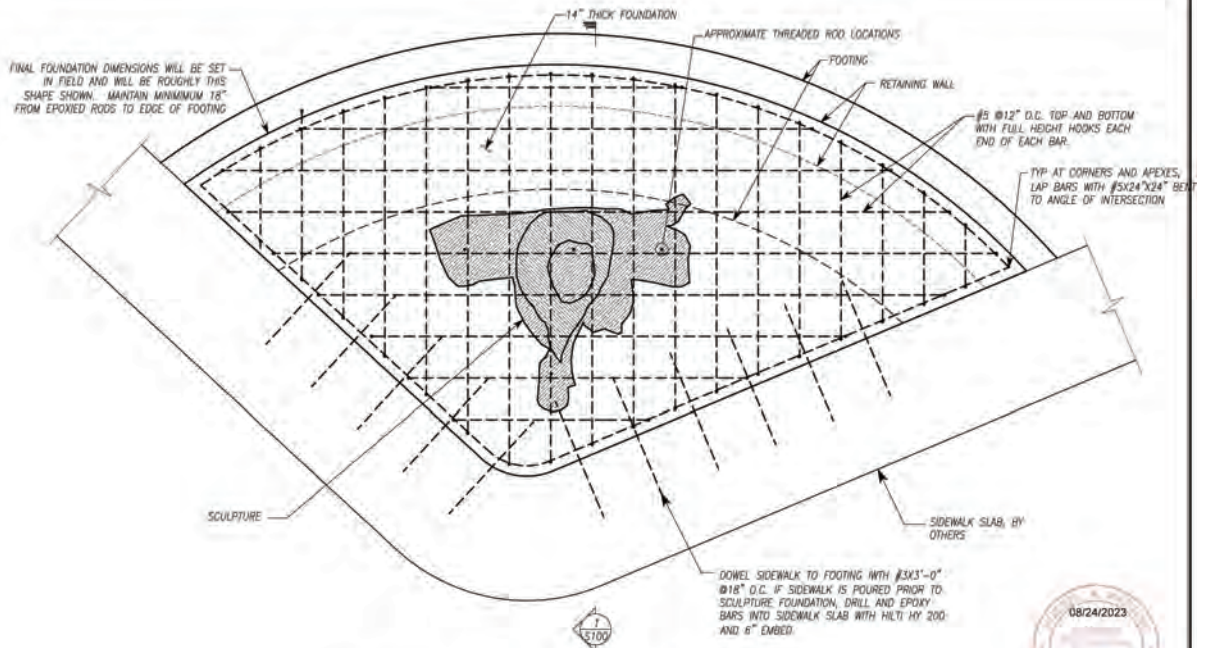 14" THICK FOUNDATION
APPROXIMATE THREADED ROD LOCATIONS
FOOTING
RETAINING WALL
FINAL FOUNDATION DIMENSIONS WILL BE SET
IN FIELD AND WILL BE ROUGHLY THIS
SHAPE SHOWN. MAINTAIN MINIMIMUM 18"
FROM EPOXIED RODS TO EDGE OF FOOTING
#5 @12" O.C. TOP AND BOTTOM
WITH FULL HEIGHT HOOKS EACH
END OF EACH BAR.
TYP AT CORNERS AND APEXES,
LAP BARS WITH #5X24"X24" BENT
TO ANGLE OF INTERSECTION
SCULPTURE
SIDEWALK SLAB, BY
OTHERS
DOWEL SIDEWALK TO FOOTING IWTH #3X3'-0"
@18" O.C. IF SIDEWALK IS POURED PRIOR TO
SCULPTURE FOUNDATION, DRILL AND EPOXY
BARS INTO SIDEWALK SLAB WITH HILTI HY 200
AND 6" EMBED.
1
S100
08/24/2023